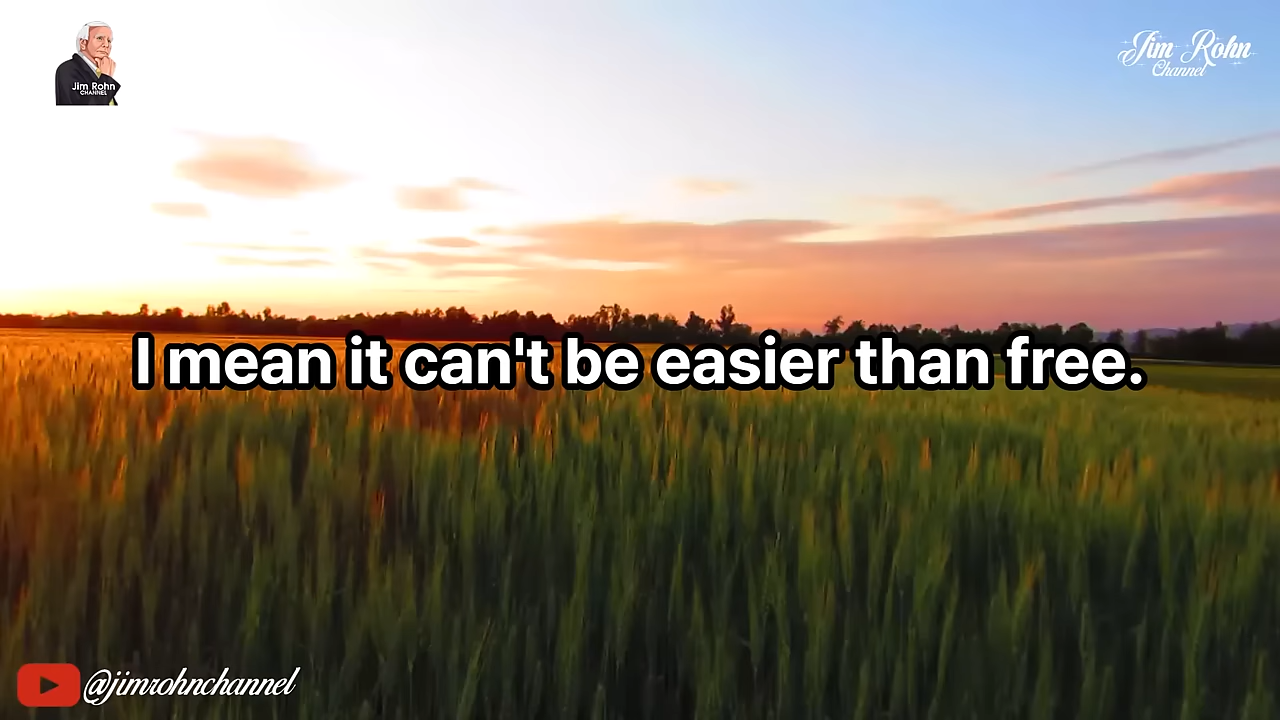 Jim Rohn
CHANNEL
Jim Rohn
Channel
I mean it can't be easier than free.
@jimrohnchannel